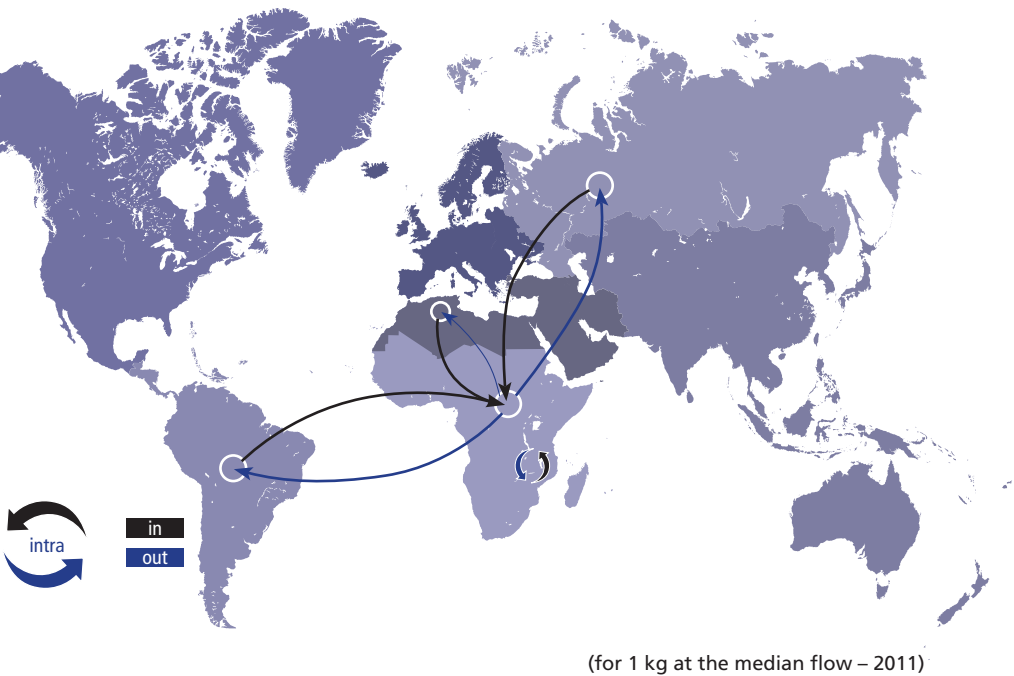 intra
in
out
(for 1 kg at the median flow – 2011)